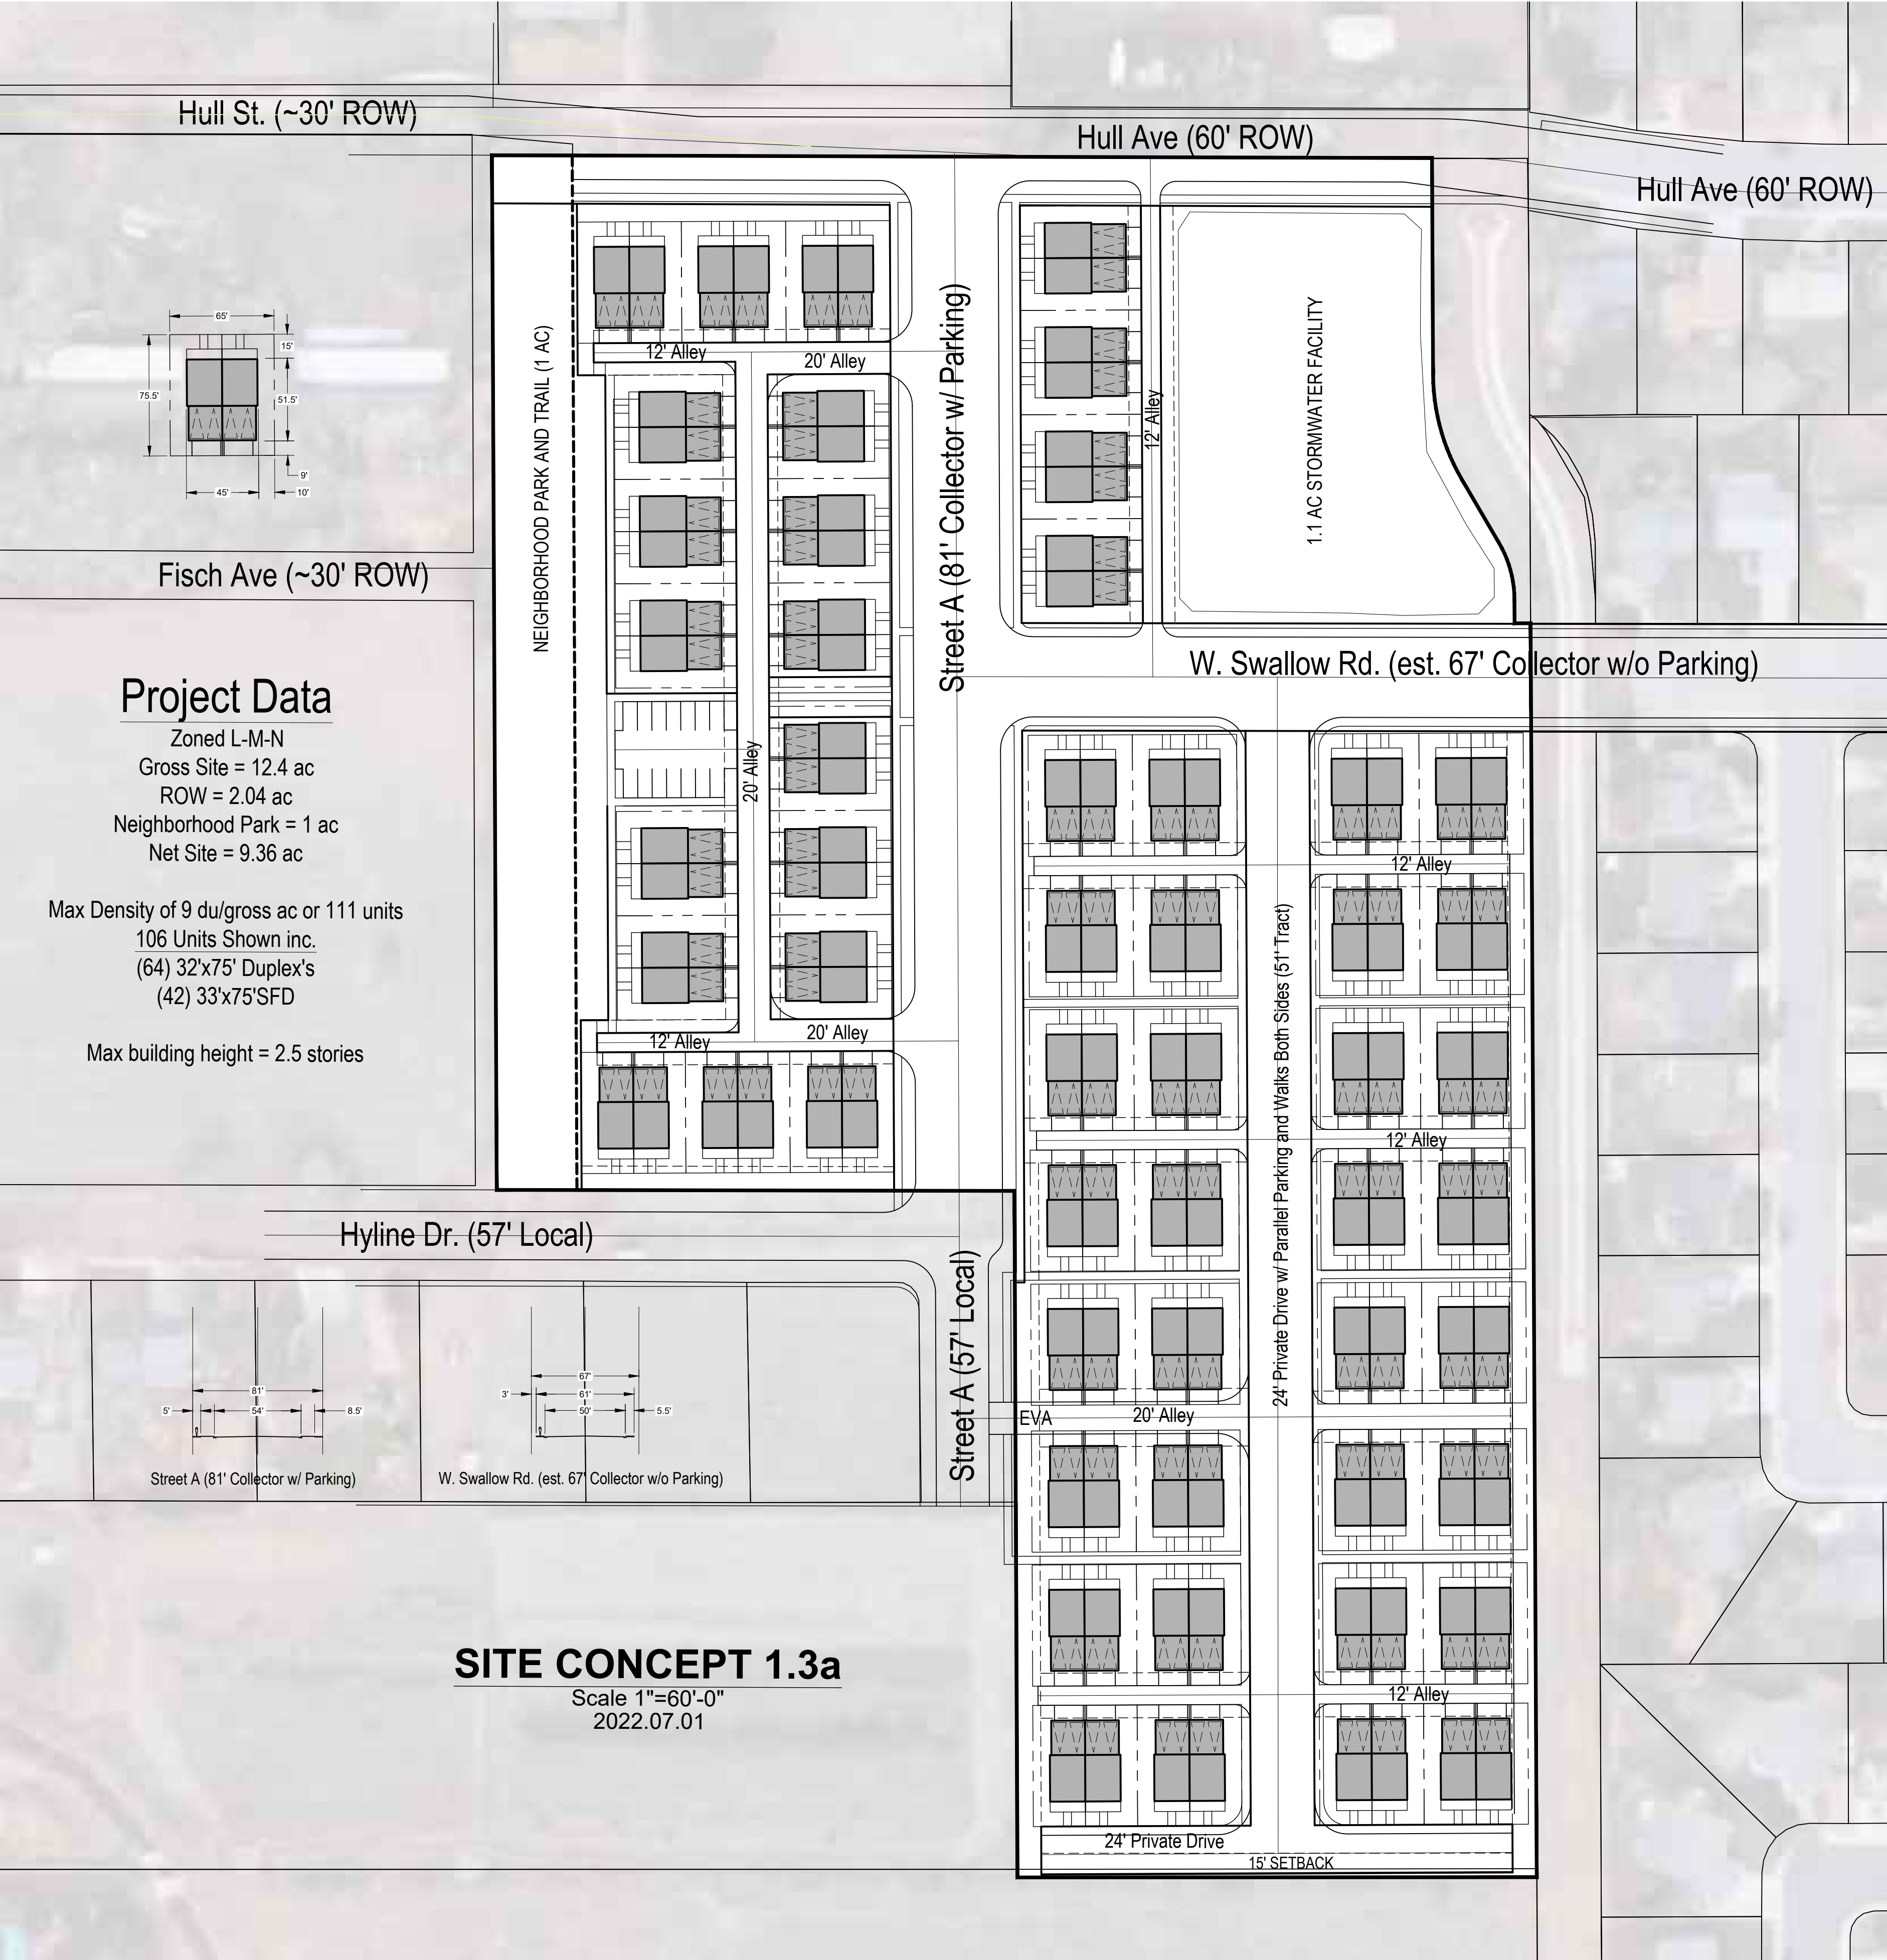 Hull St. (~30' ROW)
Hull Ave (60' ROW)
Hull Ave (60' ROW)
65'
15'
75.5'
51.5'
9'
45'
10'
NEIGHBORHOOD PARK AND TRAIL (1 AC)
12' Alley
20' Alley
Street A (81' Collector w/ Parking)
12' Alley
1.1 AC STORMWATER FACILITY
Fisch Ave (~30' ROW)
W. Swallow Rd. (est. 67' Collector w/o Parking)
Project Data
Zoned L-M-N
Gross Site = 12.4 ac
ROW = 2.04 ac
Neighborhood Park = 1 ac
Net Site = 9.36 ac
Max Density of 9 du/gross ac or 111 units
106 Units Shown inc.
(64) 32'x75' Duplex's
(42) 33'x75'SFD
Max building height = 2.5 stories
20' Alley
12' Alley
20' Alley
12' Alley
24' Private Drive w/ Parallel Parking and Walks Both Sides (51' Tract)
12' Alley
Hyline Dr. (57' Local)
Street A (57' Local)
EVA
20' Alley
81'
5'
54'
8.5'
Street A (81' Collector w/ Parking)
67'
3'
61'
50'
5.5'
W. Swallow Rd. (est. 67' Collector w/o Parking)
SITE CONCEPT 1.3a
Scale 1"=60'-0"
2022.07.01
12' Alley
24' Private Drive
15' SETBACK